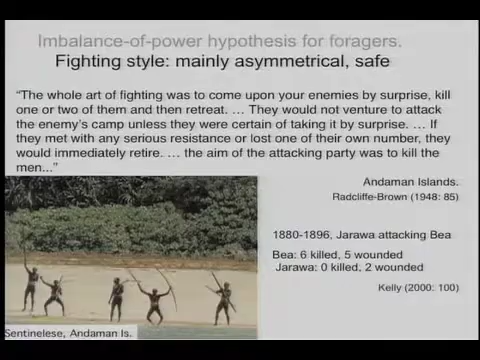 Imbalance-of-power hypothesis for foragers.
Fighting style: mainly asymmetrical, safe
“The whole art of fighting was to come upon your enemies by surprise, kill
one or two of them and then retreat. … They would not venture to attack
the enemy’s camp unless they were certain of taking it by surprise. … If
they met with any serious resistance or lost one of their own number, they
would immediately retire. … the aim of the attacking party was to kill the
men...”
Andaman Islands.
Radcliffe-Brown (1948: 85)
1880-1896, Jarawa attacking Bea
Bea: 6 killed, 5 wounded
Jarawa: 0 killed, 2 wounded
Kelly (2000: 100)
Sentinelese, Andaman Is.